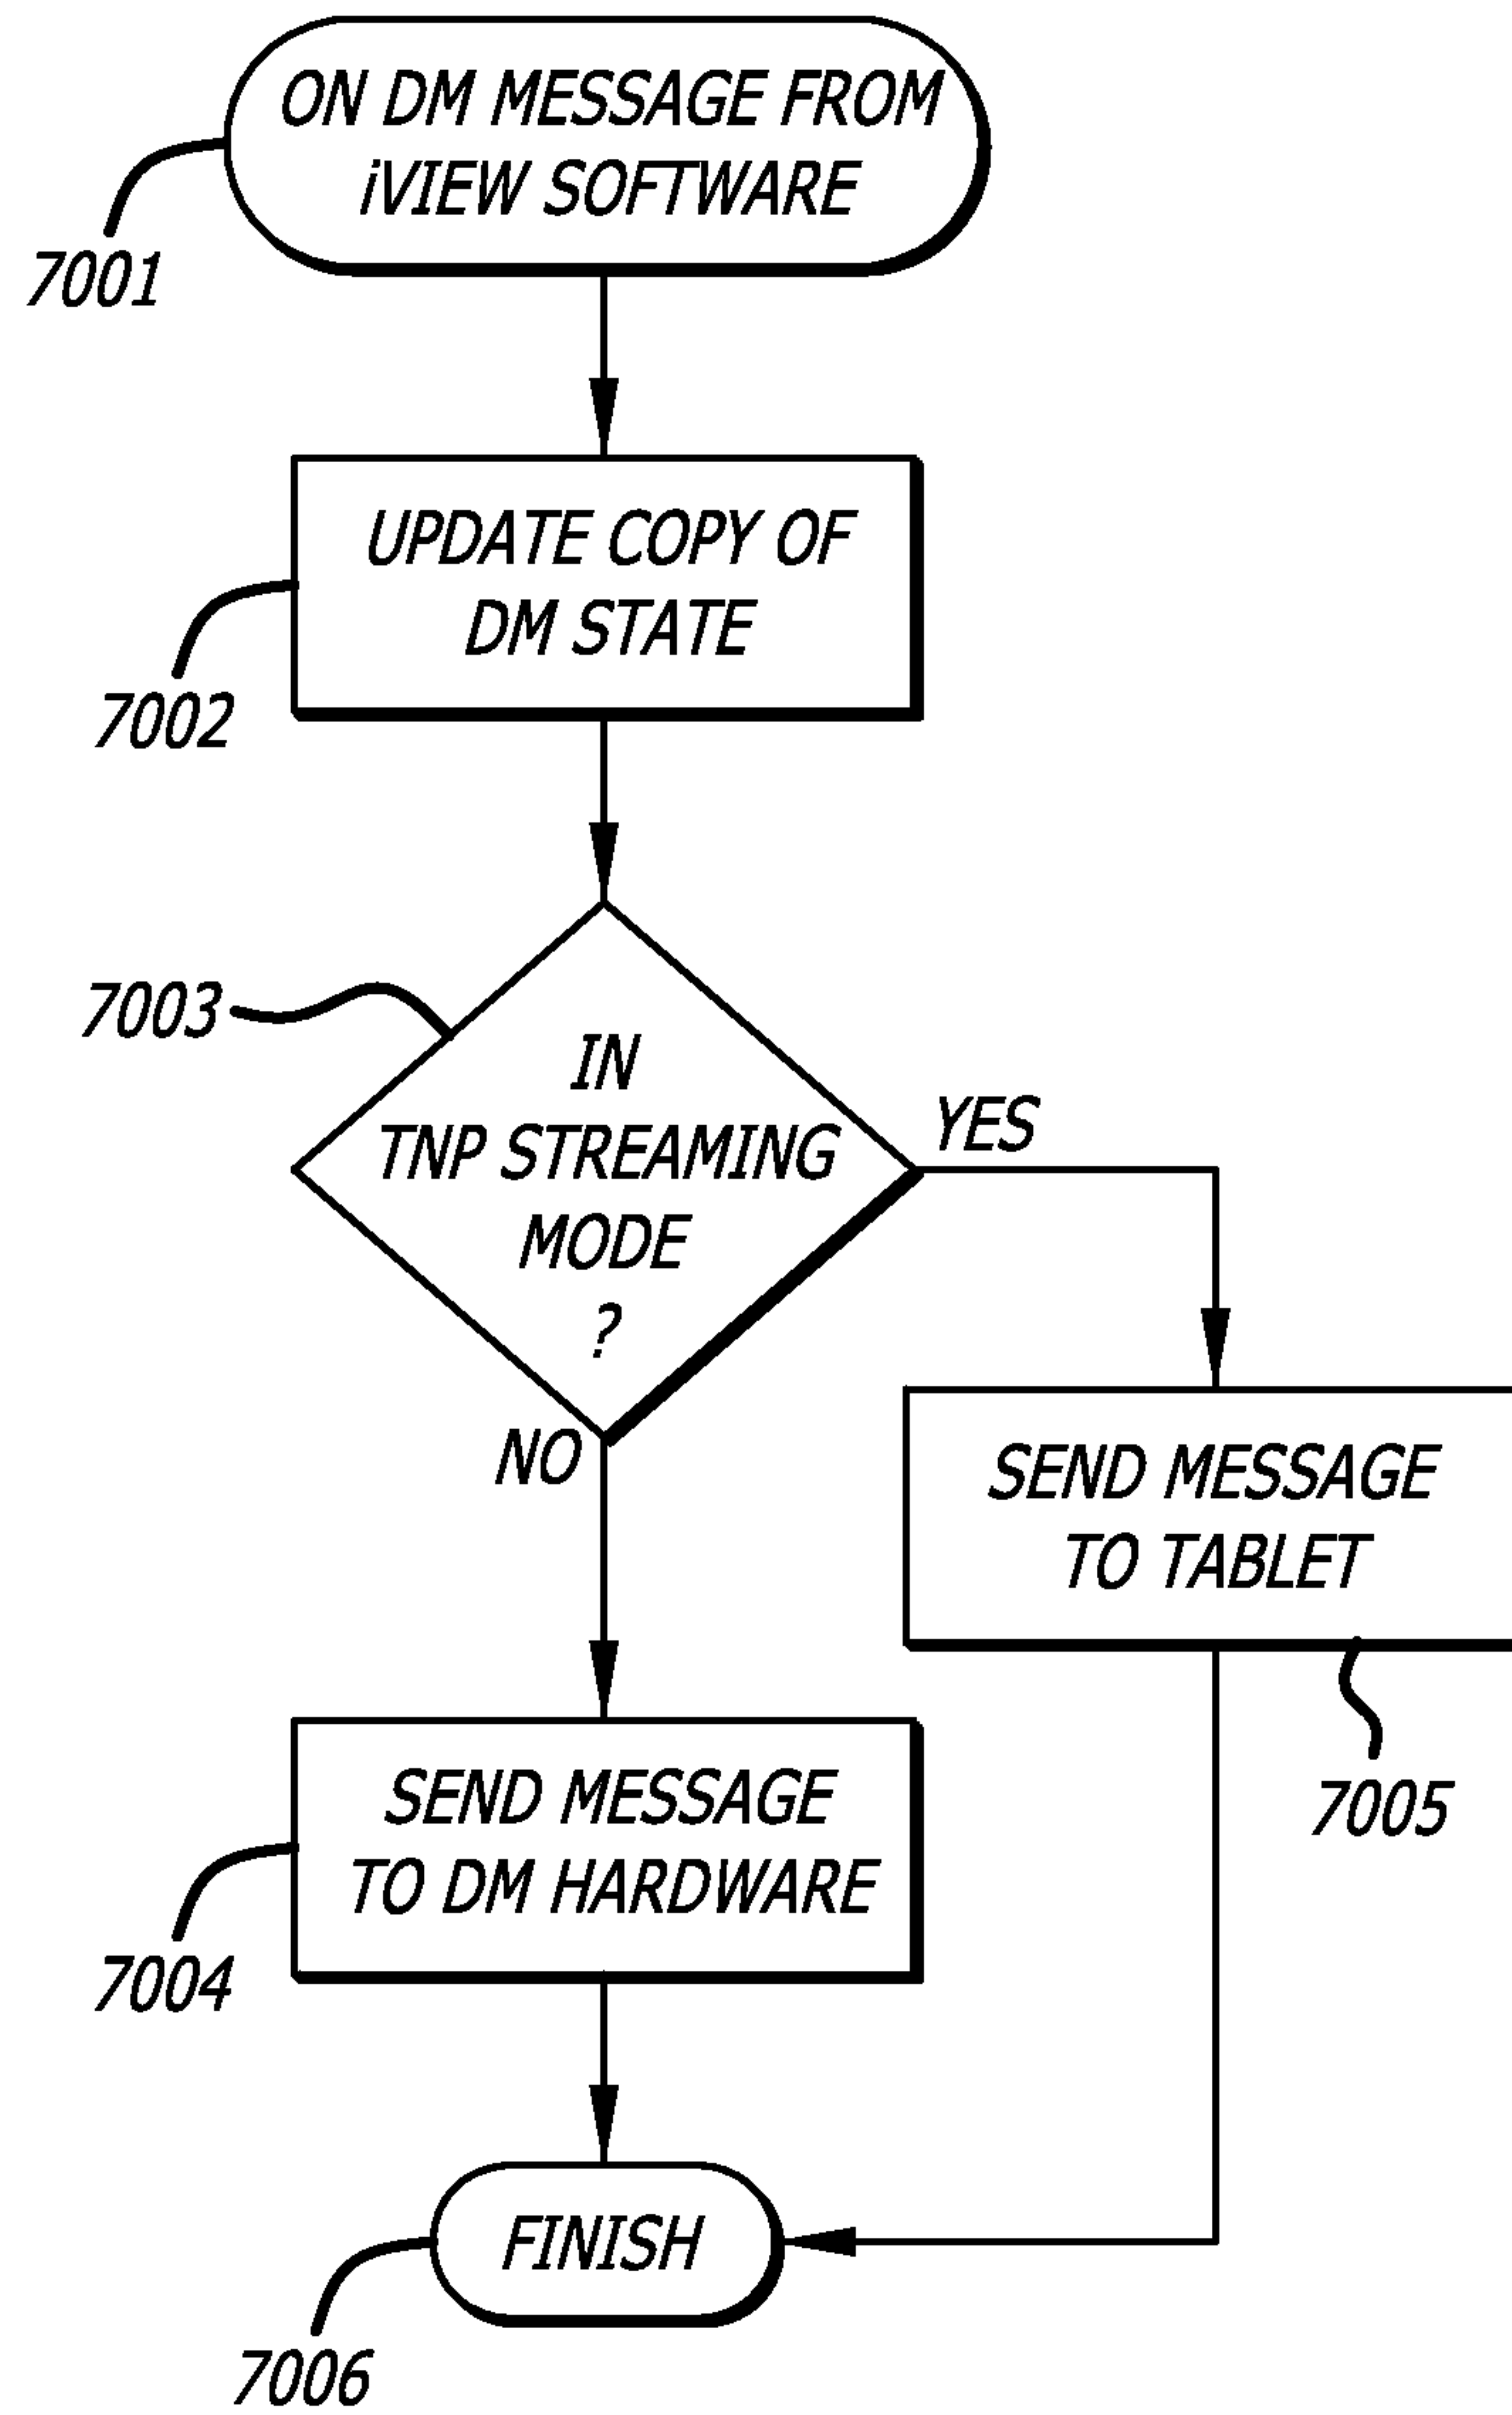 ON DM MESSAGE FROM
iVIEW SOFTWARE
7001
UPDATE COPY OF
DM STATE
7002
7003
IN
TNP STREAMING
MODE
?
YES
NO
SEND MESSAGE
TO TABLET
7005
SEND MESSAGE
TO DM HARDWARE
7004
FINISH
7006